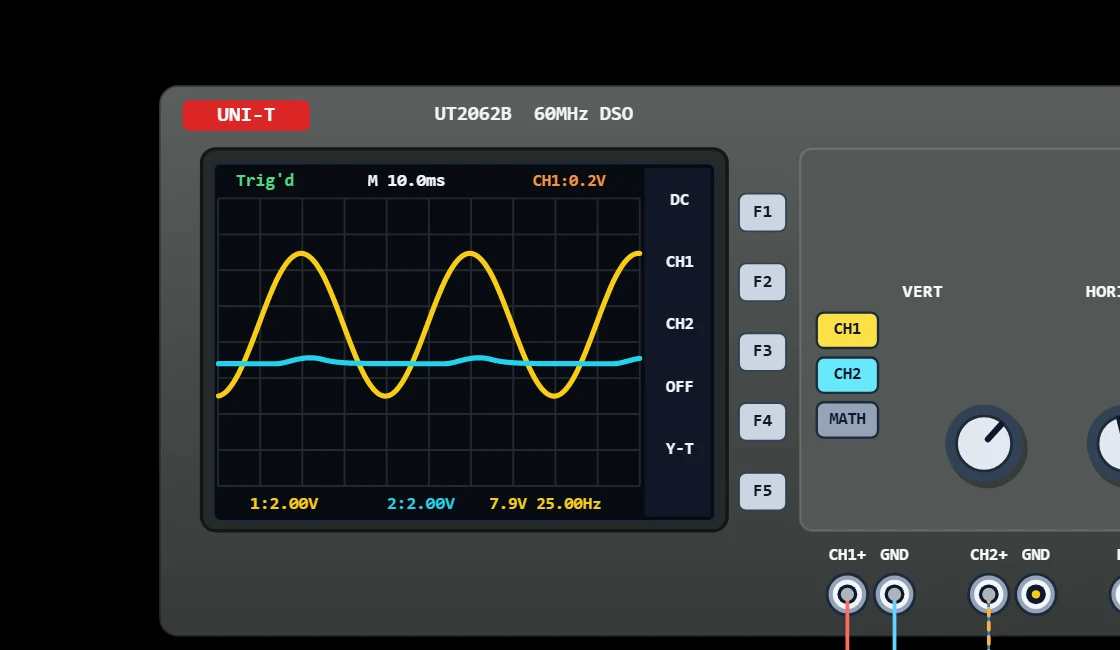 UNI-T
UT2062B 60MHz DSO
Trig'd M 10.0ms CH1:0.2V
DC
CH1
CH2
OFF
Y-T
1:2.00V 2:2.00V 7.9V 25.00Hz
F1
F2
F3
F4
F5
VERT
CH1
CH2
MATH
CH1+ GND CH2+ GND